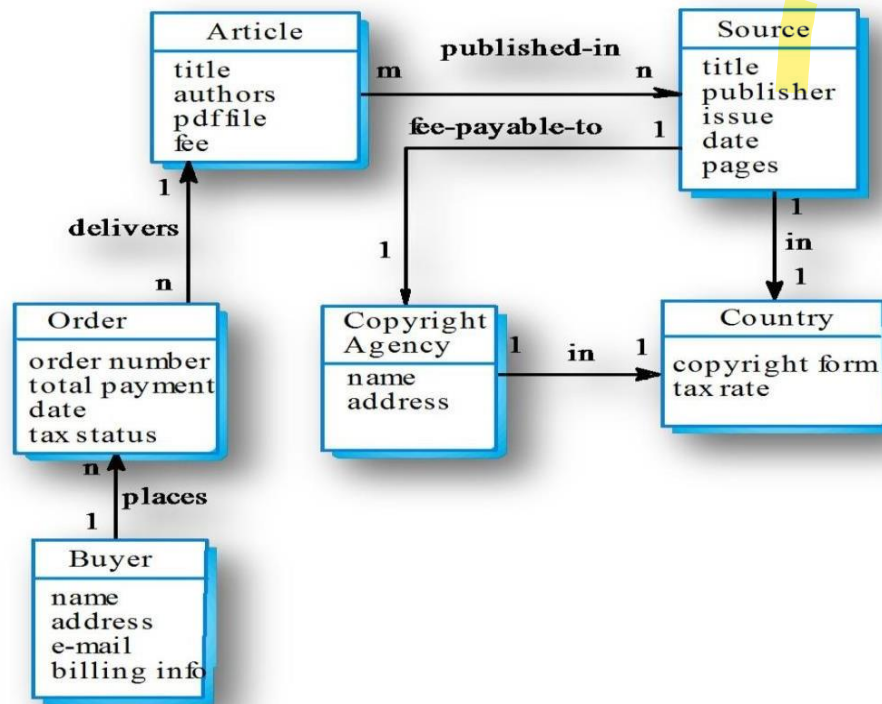 Article
title
authors
pdf file
fee
m
published-in
n
Source
title
publisher
issue
date
pages
fee-payable-to
1
1
delivers
n
1
1
in
1
Order
order number
total payment
date
tax status
Copyright
Agency
name
address
1
in
1
Country
copyright form
tax rate
n
places
1
Buyer
name
address
e-mail
billing info